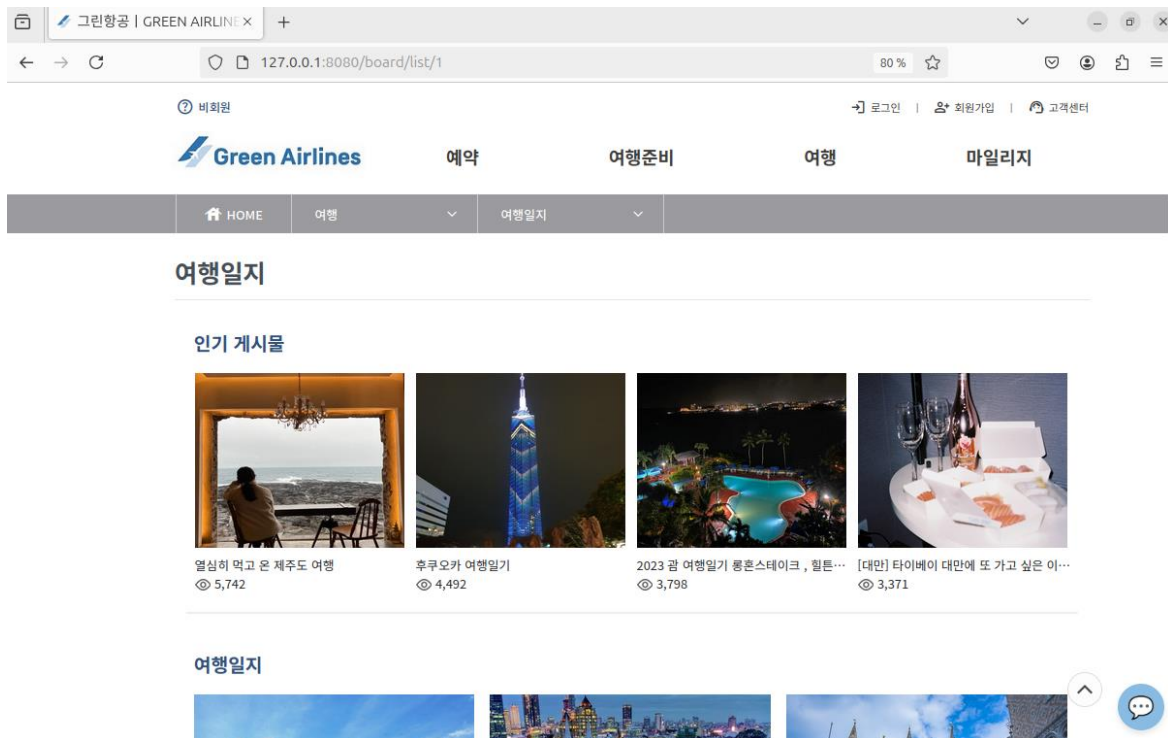 그린항공 | GREEN AIRLINE
127.0.0.1:8080/board/list/1
80 %
비회원
로그인 | 회원가입 | 고객센터
Green Airlines 예약 여행준비 여행 마일리지
HOME 여행 여행일지
여행일지
인기 게시물
열심히 먹고 온 제주도 여행
5,742
후쿠오카 여행일기
4,492
2023 괌 여행일기 롱혼스테이크 , 힐튼…
3,798
[대만] 타이베이 대만에 또 가고 싶은 이…
3,371
여행일지